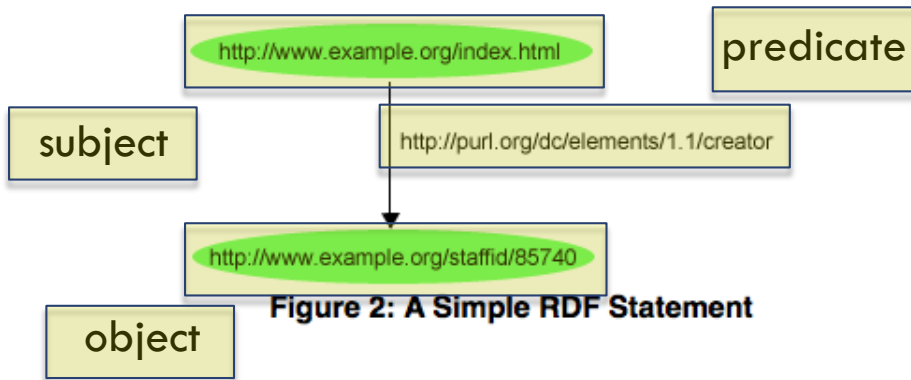 http://www.example.org/index.html
predicate
subject
http://purl.org/dc/elements/1.1/creator
http://www.example.org/staffid/85740
Figure 2: A Simple RDF Statement
object